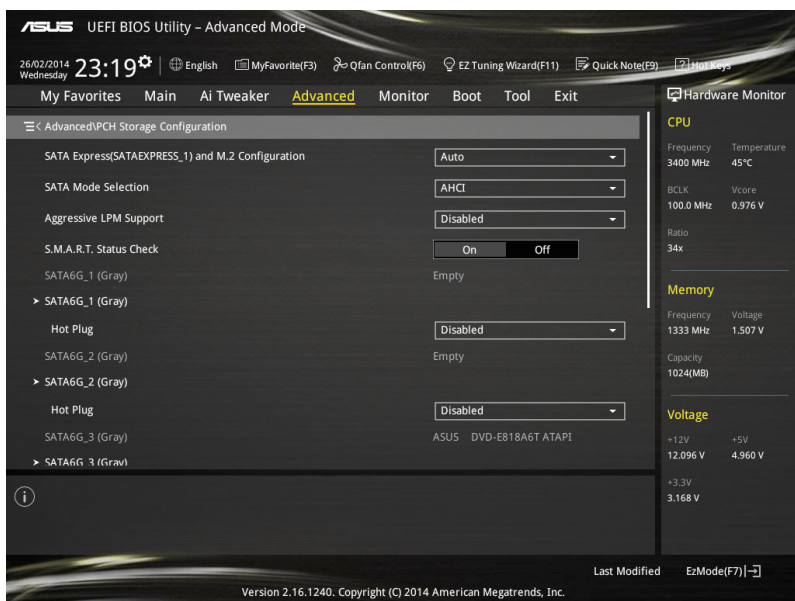 ASUS UEFI BIOS Utility – Advanced Mode
26/02/2014
Wednesday
23:19
English
MyFavorite(F3)
Qfan Control(F6)
EZ Tuning Wizard(F11)
Quick Note(F9)
? Hot Keys
My Favorites Main Ai Tweaker Advanced Monitor Boot Tool Exit
Advanced\PCH Storage Configuration
SATA Express(SATAEXPRESS_1) and M.2 Configuration Auto
SATA Mode Selection AHCI
Aggressive LPM Support Disabled
S.M.A.R.T. Status Check On Off
SATA6G_1 (Gray) Empty
> SATA6G_1 (Gray)
Hot Plug Disabled
SATA6G_2 (Gray) Empty
> SATA6G_2 (Gray)
Hot Plug Disabled
SATA6G_3 (Gray) ASUS DVD-E818A6T ATAPI
> SATA6G_3 (Gray)
Hardware Monitor
CPU
Frequency Temperature
3400 MHz 45°C
BCLK Vcore
100.0 MHz 0.976 V
Ratio
34x
Memory
Frequency Voltage
1333 MHz 1.507 V
Capacity
1024(MB)
Voltage
+12V +5V
12.096 V 4.960 V
+3.3V
3.168 V
i
Last Modified EzMode(F7)
Version 2.16.1240. Copyright (C) 2014 American Megatrends, Inc.